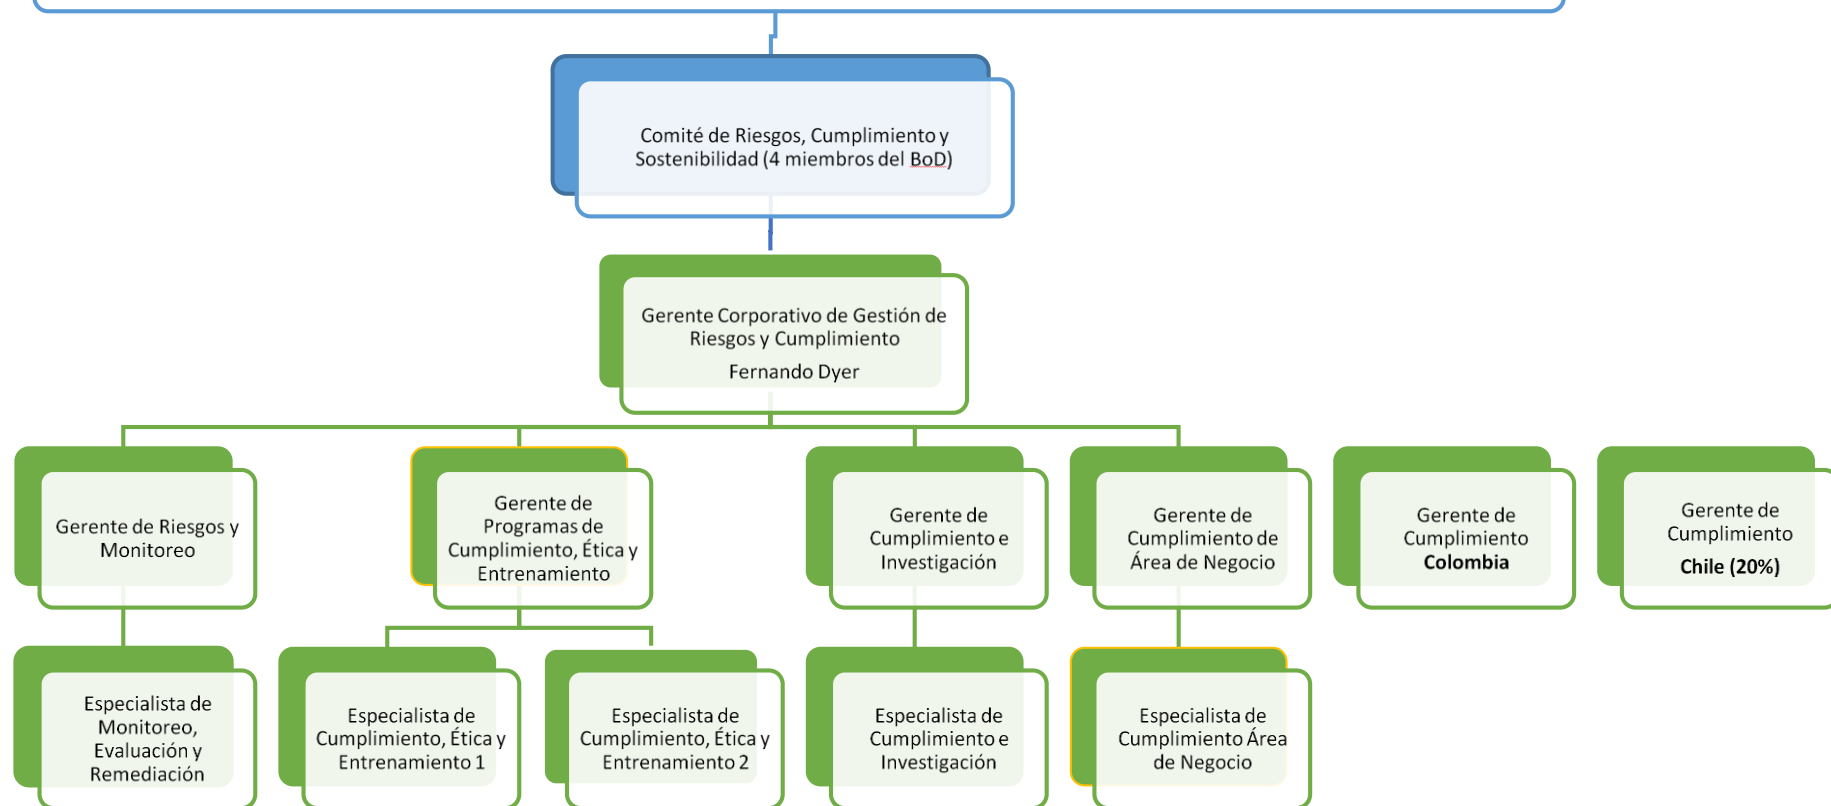 Comité de Riesgos, Cumplimiento y
Sostenibilidad (4 miembros del BoD)
Gerente Corporativo de Gestión de
Riesgos y Cumplimiento
Fernando Dyer
Gerente de Riesgos y
Monitoreo
Gerente de
Programas de
Cumplimiento, Ética y
Entrenamiento
Gerente de
Cumplimiento e
Investigación
Gerente de
Cumplimiento de
Área de Negocio
Gerente de
Cumplimiento
Colombia
Gerente de
Cumplimiento
Chile (20%)
Especialista de
Monitoreo,
Evaluación y
Remediación
Especialista de
Cumplimiento, Ética y
Entrenamiento 1
Especialista de
Cumplimiento, Ética y
Entrenamiento 2
Especialista de
Cumplimiento e
Investigación
Especialista de
Cumplimiento Área
de Negocio